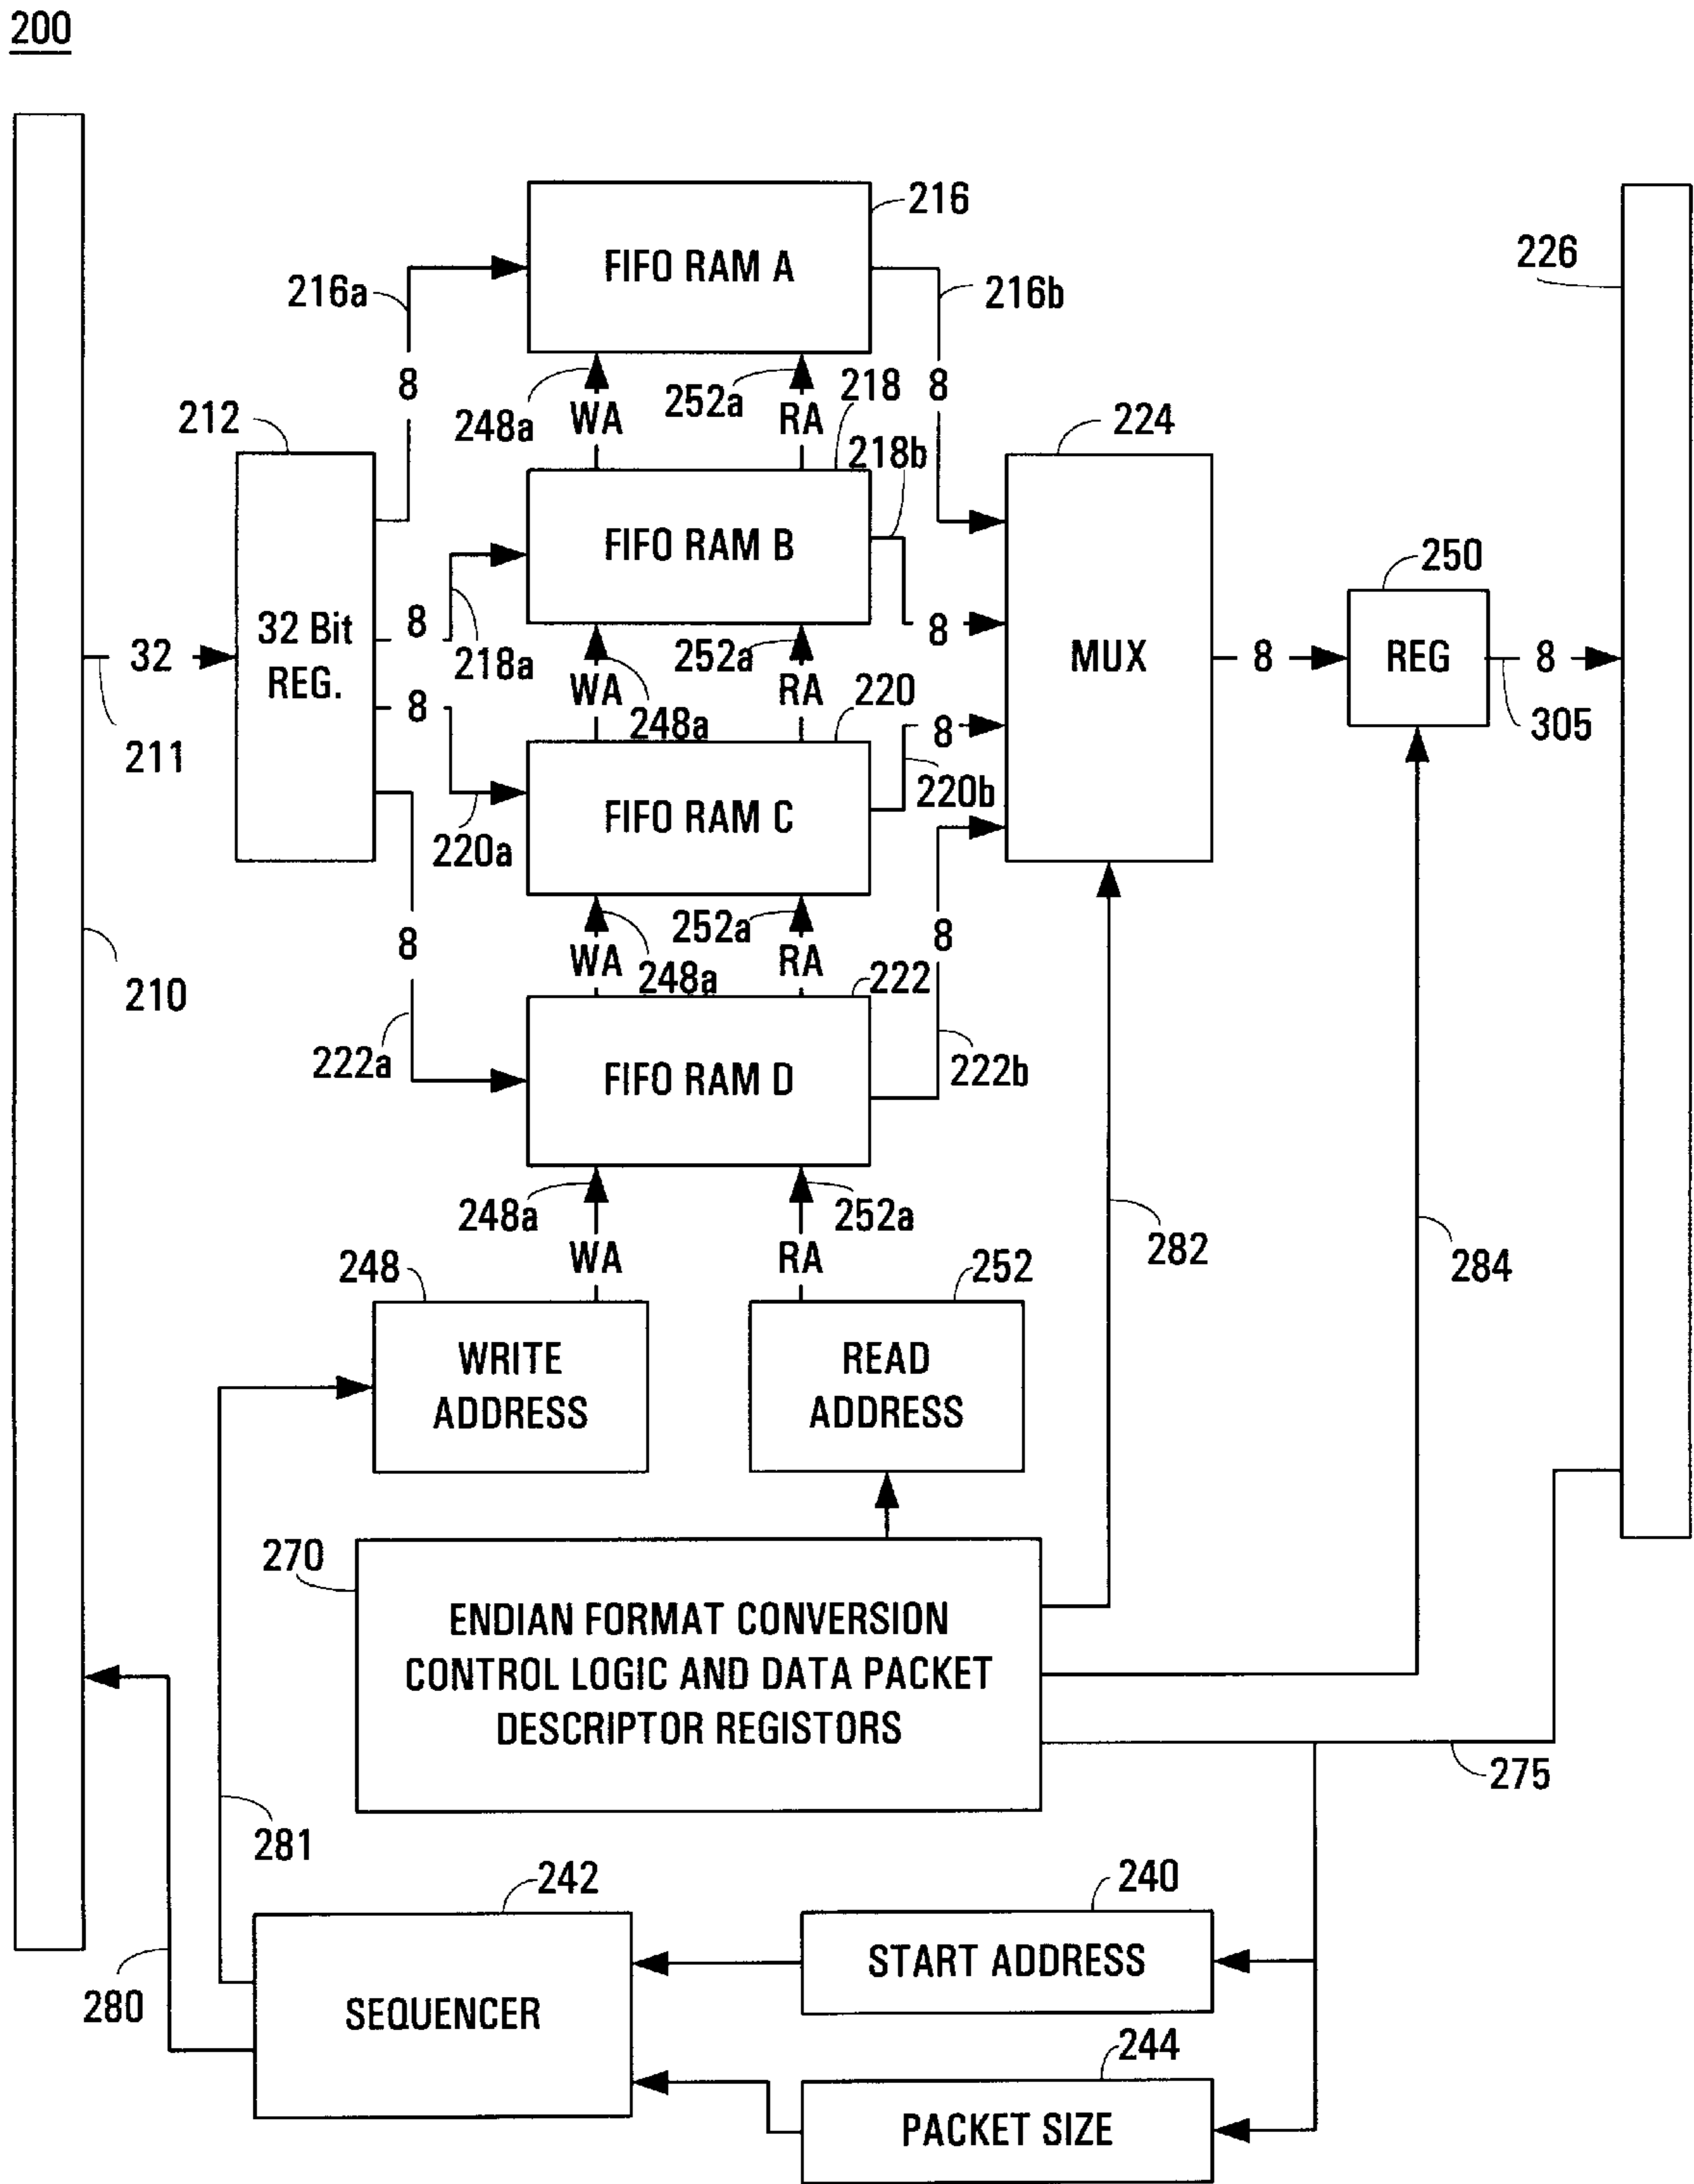 200
216
FIFO RAM A
226
216a
216b
8
252a
218
8
248a
WA
RA
212
224
218b
FIFO RAM B
250
32 Bit
REG.
8
8
218a
252a
32
MUX
8
REG
8
WA
RA
220
8
248a
8
305
211
220b
FIFO RAM C
220a
252a
8
8
WA
248a
RA
222
210
222a
FIFO RAM D
222b
248a
252a
282
284
WA
RA
248
252
WRITE
ADDRESS
READ
ADDRESS
270
ENDIAN FORMAT CONVERSION
CONTROL LOGIC AND DATA PACKET
DESCRIPTOR REGISTORS
275
281
242
240
START ADDRESS
280
SEQUENCER
244
PACKET SIZE